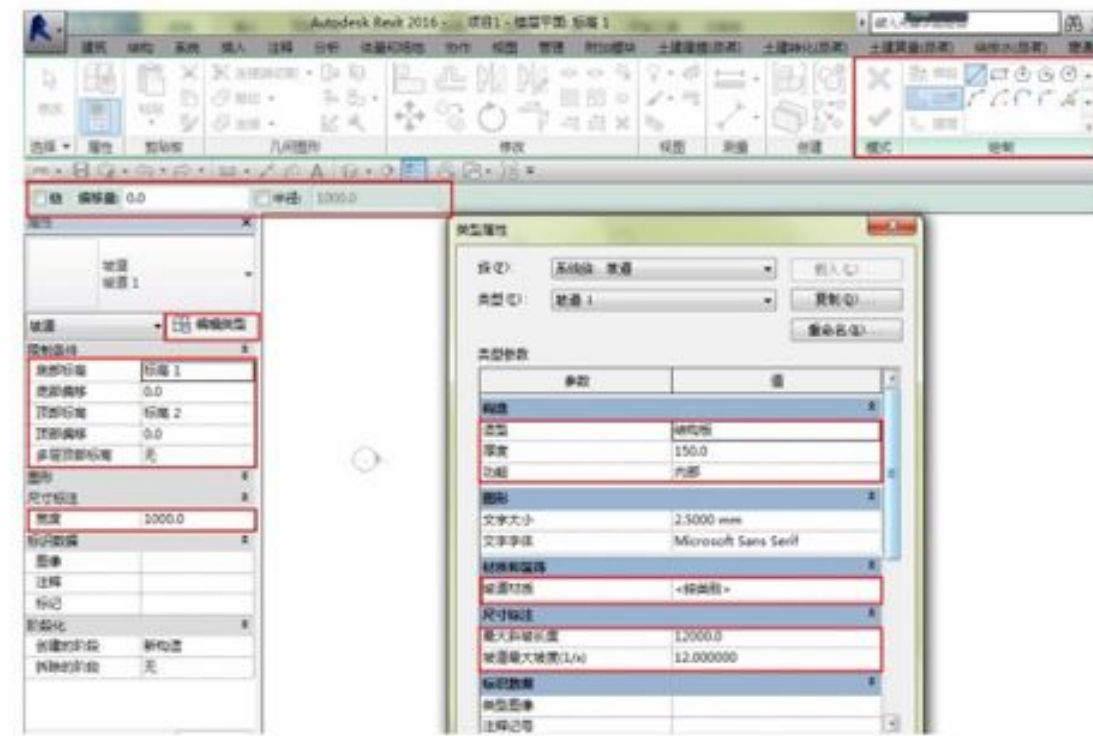 Autodesk Revit 2016 - 项目1 - 楼层平面: 标高 1
建筑 结构 系统 插入 注释 分析 体量和场地 协作 视图 管理 附加模块
选择 属性 剪贴板 几何图形 修改 视图 测量 创建 模式 绘制
链 偏移量: 0.0 半径: 1000.0
属性
坡道
坡道 1
坡道 编辑类型
限制条件
底部标高 标高 1
底部偏移 0.0
顶部标高 标高 2
顶部偏移 0.0
多层顶部标高 无
图形
尺寸标注
宽度 1000.0
标识数据
图像
注释
标记
阶段化
创建的阶段 新构造
拆除的阶段 无
类型属性
族(F): 系统族: 坡道 载入(L)...
类型(T): 坡道 1 复制(D)...
重命名(R)...
类型参数
参数 值
构造
造型 结构板
厚度 150.0
功能 内部
图形
文字大小 2.5000 mm
文字字体 Microsoft Sans Serif
材质和装饰
坡道材质 <按类别>
尺寸标注
最大斜坡长度 12000.0
坡道最大坡度(1/x) 12.000000
标识数据
类型图像
注释记号